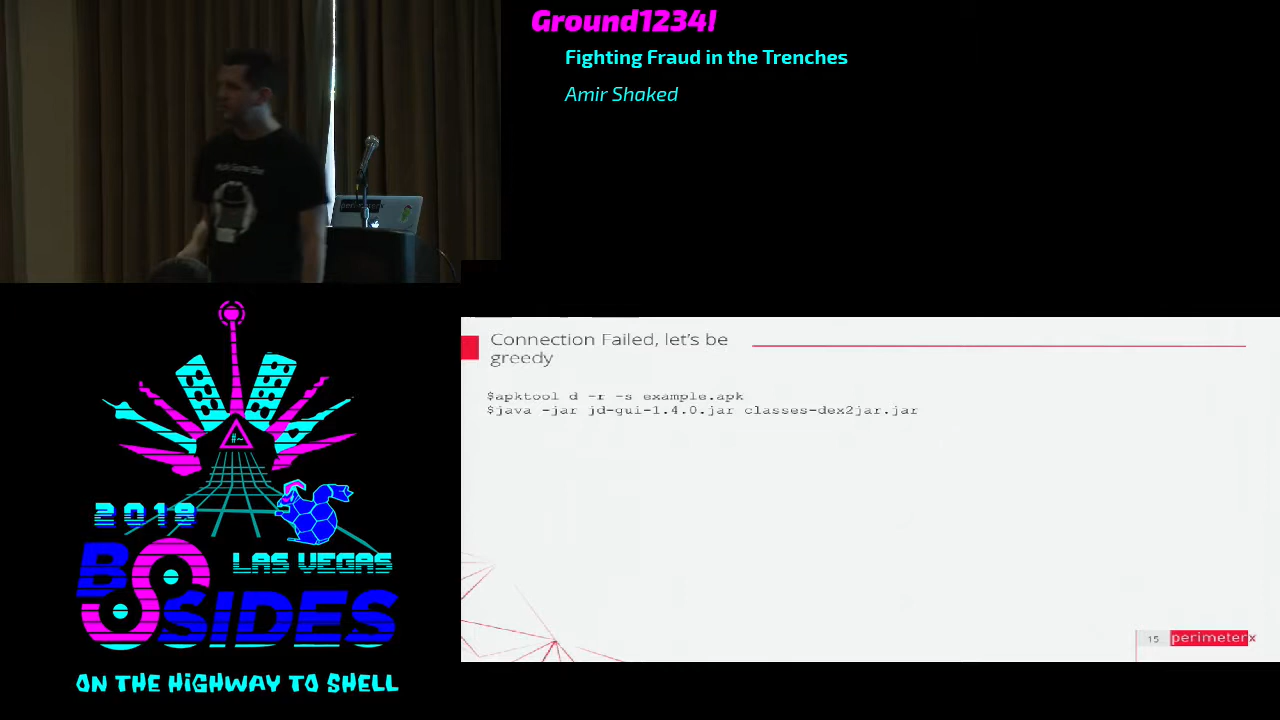 Ground1234!
Fighting Fraud in the Trenches
Amir Shaked
Connection Failed, let's be
greedy
$apktool d -r -s example.apk
$java -jar jd-gui-1.4.0.jar classes-dex2jar.jar
15 perimeterx
#~
2018
LAS VEGAS
BSIDES
ON THE HIGHWAY TO SHELL